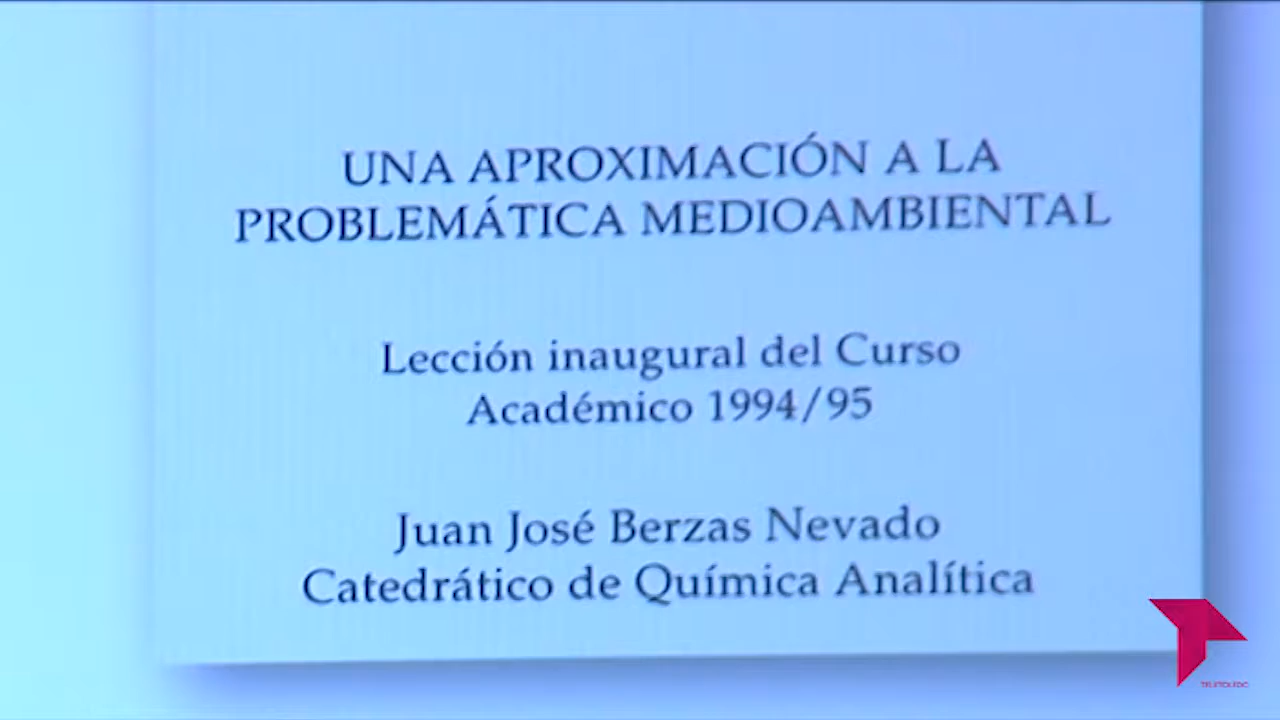 UNA APROXIMACIÓN A LA
PROBLEMÁTICA MEDIOAMBIENTAL
Lección inaugural del Curso
Académico 1994/95
Juan José Berzas Nevado
Catedrático de Química Analítica